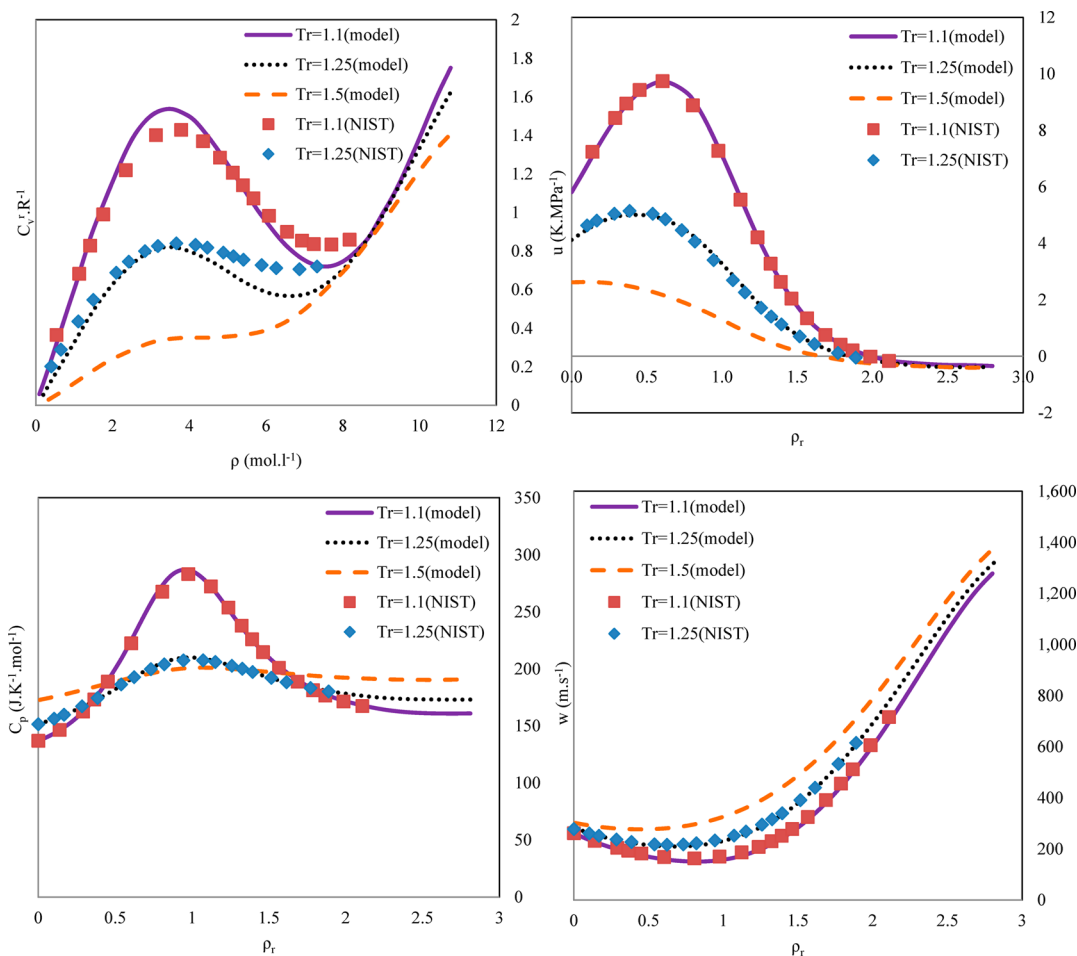 2
1.8
1.6
1.4
1.2
1
0.8
0.6
0.4
0.2
0
Tr=1.1(model)
Tr=1.25(model)
Tr=1.5(model)
Tr=1.1(NIST)
Tr=1.25(NIST)
Cᵥʳ.R⁻¹
0 2 4 6 8 10 12
ρ (mol.l⁻¹)
12
10
8
6
4
2
0
-2
Tr=1.1(model)
Tr=1.25(model)
Tr=1.5(model)
Tr=1.1(NIST)
Tr=1.25(NIST)
u (K.MPa⁻¹)
0.0 0.5 1.0 1.5 2.0 2.5 3.0
ρᵣ
350
300
250
200
150
100
50
0
Tr=1.1(model)
Tr=1.25(model)
Tr=1.5(model)
Tr=1.1(NIST)
Tr=1.25(NIST)
Cₚ (J.K⁻¹.mol⁻¹)
0 0.5 1 1.5 2 2.5 3
ρᵣ
1,600
1,400
1,200
1,000
800
600
400
200
0
Tr=1.1(model)
Tr=1.25(model)
Tr=1.5(model)
Tr=1.1(NIST)
Tr=1.25(NIST)
w (m.s⁻¹)
0 0.5 1 1.5 2 2.5 3
ρᵣ